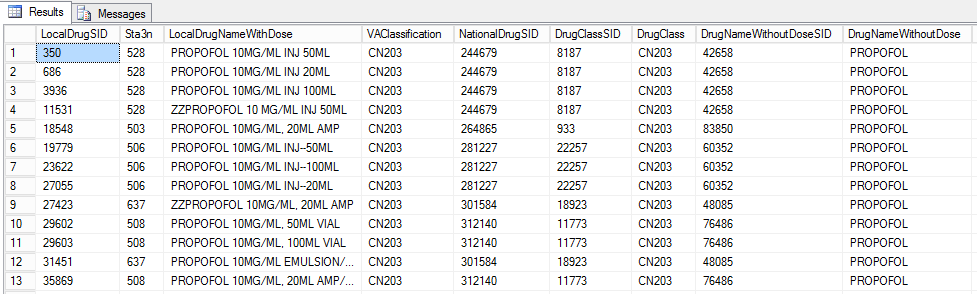 Results Messages
LocalDrugSID Sta3n LocalDrugNameWithDose VAClassification NationalDrugSID DrugClassSID DrugClass DrugNameWithoutDoseSID DrugNameWithoutDose
1 350 528 PROPOFOL 10MG/ML INJ 50ML CN203 244679 8187 CN203 42658 PROPOFOL
2 686 528 PROPOFOL 10MG/ML INJ 20ML CN203 244679 8187 CN203 42658 PROPOFOL
3 3936 528 PROPOFOL 10MG/ML INJ 100ML CN203 244679 8187 CN203 42658 PROPOFOL
4 11531 528 ZZPROPOFOL 10 MG/ML INJ 50ML CN203 244679 8187 CN203 42658 PROPOFOL
5 18548 503 PROPOFOL 10MG/ML, 20ML AMP CN203 264865 933 CN203 83850 PROPOFOL
6 19779 506 PROPOFOL 10MG/ML INJ--50ML CN203 281227 22257 CN203 60352 PROPOFOL
7 23622 506 PROPOFOL 10MG/ML INJ--100ML CN203 281227 22257 CN203 60352 PROPOFOL
8 27055 506 PROPOFOL 10MG/ML INJ--20ML CN203 281227 22257 CN203 60352 PROPOFOL
9 27423 637 ZZPROPOFOL 10MG/ML, 20ML AMP CN203 301584 18923 CN203 48085 PROPOFOL
10 29602 508 PROPOFOL 10MG/ML, 50ML VIAL CN203 312140 11773 CN203 76486 PROPOFOL
11 29603 508 PROPOFOL 10MG/ML, 100ML VIAL CN203 312140 11773 CN203 76486 PROPOFOL
12 31451 637 PROPOFOL 10MG/ML EMULSION/... CN203 301584 18923 CN203 48085 PROPOFOL
13 35869 508 PROPOFOL 10MG/ML, 20ML AMP/... CN203 312140 11773 CN203 76486 PROPOFOL